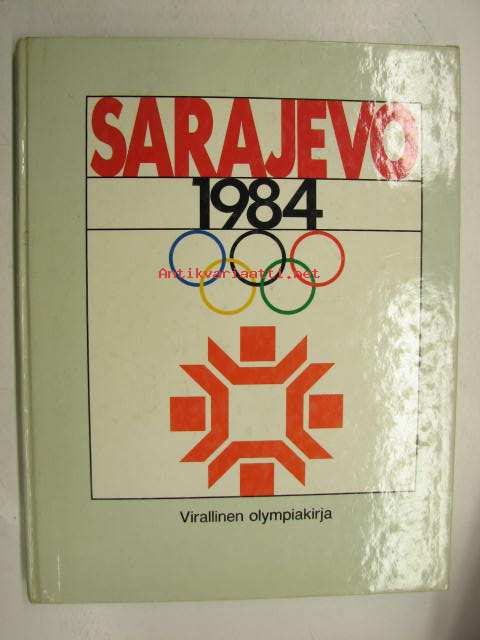 SARAJEVO
1984
Antikvariaatti.net
Virallinen olympiakirja